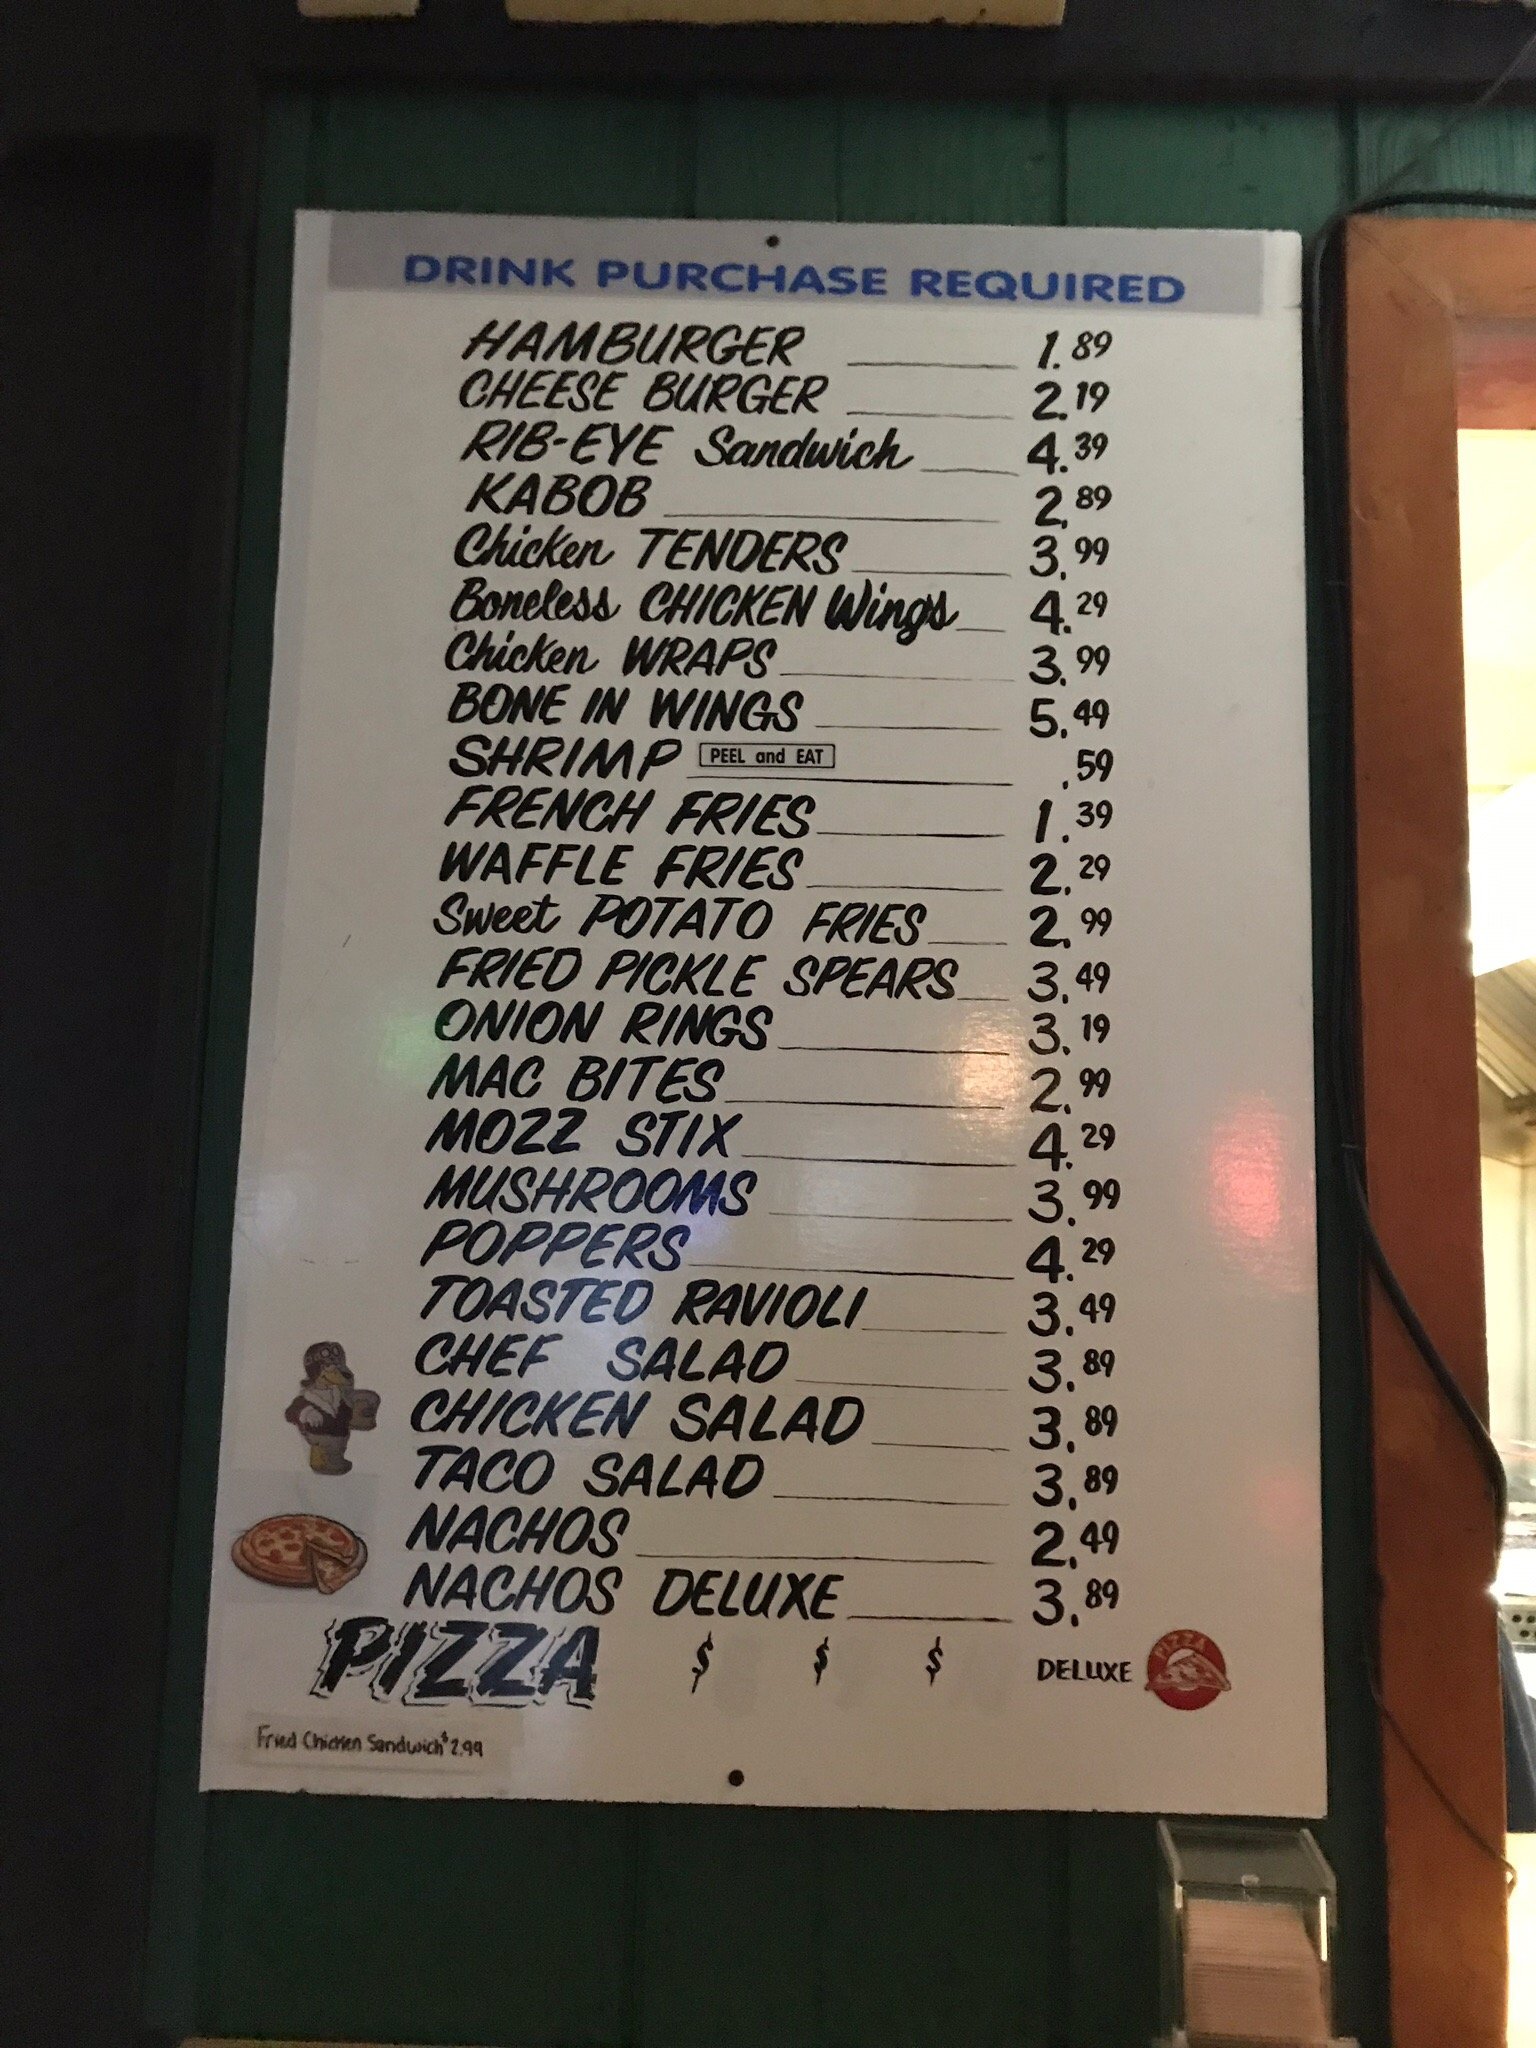 DRINK PURCHASE REQUIRED
HAMBURGER 1.89
CHEESE BURGER 2.19
RIB-EYE Sandwich 4.39
KABOB 2.89
Chicken TENDERS 3.99
Boneless CHICKEN Wings 4.29
Chicken WRAPS 3.99
BONE IN WINGS 5.49
SHRIMP PEEL and EAT .59
FRENCH FRIES 1.39
WAFFLE FRIES 2.29
Sweet POTATO FRIES 2.99
FRIED PICKLE SPEARS 3.49
ONION RINGS 3.19
MAC BITES 2.99
MOZZ STIX 4.29
MUSHROOMS 3.99
POPPERS 4.29
TOASTED RAVIOLI 3.49
CHEF SALAD 3.89
CHICKEN SALAD 3.89
TACO SALAD 3.89
NACHOS 2.49
NACHOS DELUXE 3.89
PIZZA $ $ $ DELUXE PIZZA
Fried Chicken Sandwich $2.99